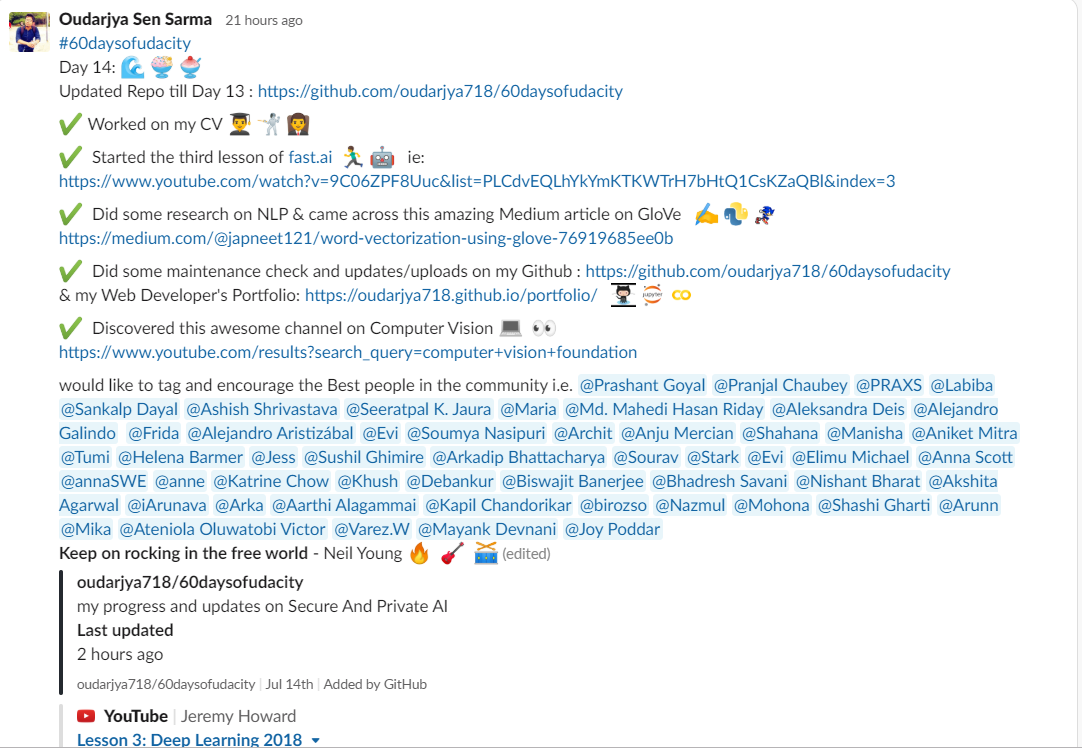 Oudarjya Sen Sarma 21 hours ago
#60daysofudacity
Day 14:
Updated Repo till Day 13 : https://github.com/oudarjya718/60daysofudacity
Worked on my CV
Started the third lesson of fast.ai ie:
https://www.youtube.com/watch?v=9C06ZPF8Uuc&list=PLCdvEQLhYkYmKTKWTrH7bHtQ1CsKZaQBl&index=3
Did some research on NLP & came across this amazing Medium article on GloVe
https://medium.com/@japneet121/word-vectorization-using-glove-76919685ee0b
Did some maintenance check and updates/uploads on my Github : https://github.com/oudarjya718/60daysofudacity
& my Web Developer's Portfolio: https://oudarjya718.github.io/portfolio/ jupyter CO
Discovered this awesome channel on Computer Vision
https://www.youtube.com/results?search_query=computer+vision+foundation
would like to tag and encourage the Best people in the community i.e. @Prashant Goyal @Pranjal Chaubey @PRAXS @Labiba
@Sankalp Dayal @Ashish Shrivastava @Seeratpal K. Jaura @Maria @Md. Mahedi Hasan Riday @Aleksandra Deis @Alejandro
Galindo @Frida @Alejandro Aristizábal @Evi @Soumya Nasipuri @Archit @Anju Mercian @Shahana @Manisha @Aniket Mitra
@Tumi @Helena Barmer @Jess @Sushil Ghimire @Arkadip Bhattacharya @Sourav @Stark @Evi @Elimu Michael @Anna Scott
@annaSWE @anne @Katrine Chow @Khush @Debankur @Biswajit Banerjee @Bhadresh Savani @Nishant Bharat @Akshita
Agarwal @iArunava @Arka @Aarthi Alagammai @Kapil Chandorikar @birozso @Nazmul @Mohona @Shashi Gharti @Arunn
@Mika @Ateniola Oluwatobi Victor @Varez.W @Mayank Devnani @Joy Poddar
Keep on rocking in the free world - Neil Young (edited)
oudarjya718/60daysofudacity
my progress and updates on Secure And Private AI
Last updated
2 hours ago
oudarjya718/60daysofudacity | Jul 14th | Added by GitHub
YouTube | Jeremy Howard
Lesson 3: Deep Learning 2018